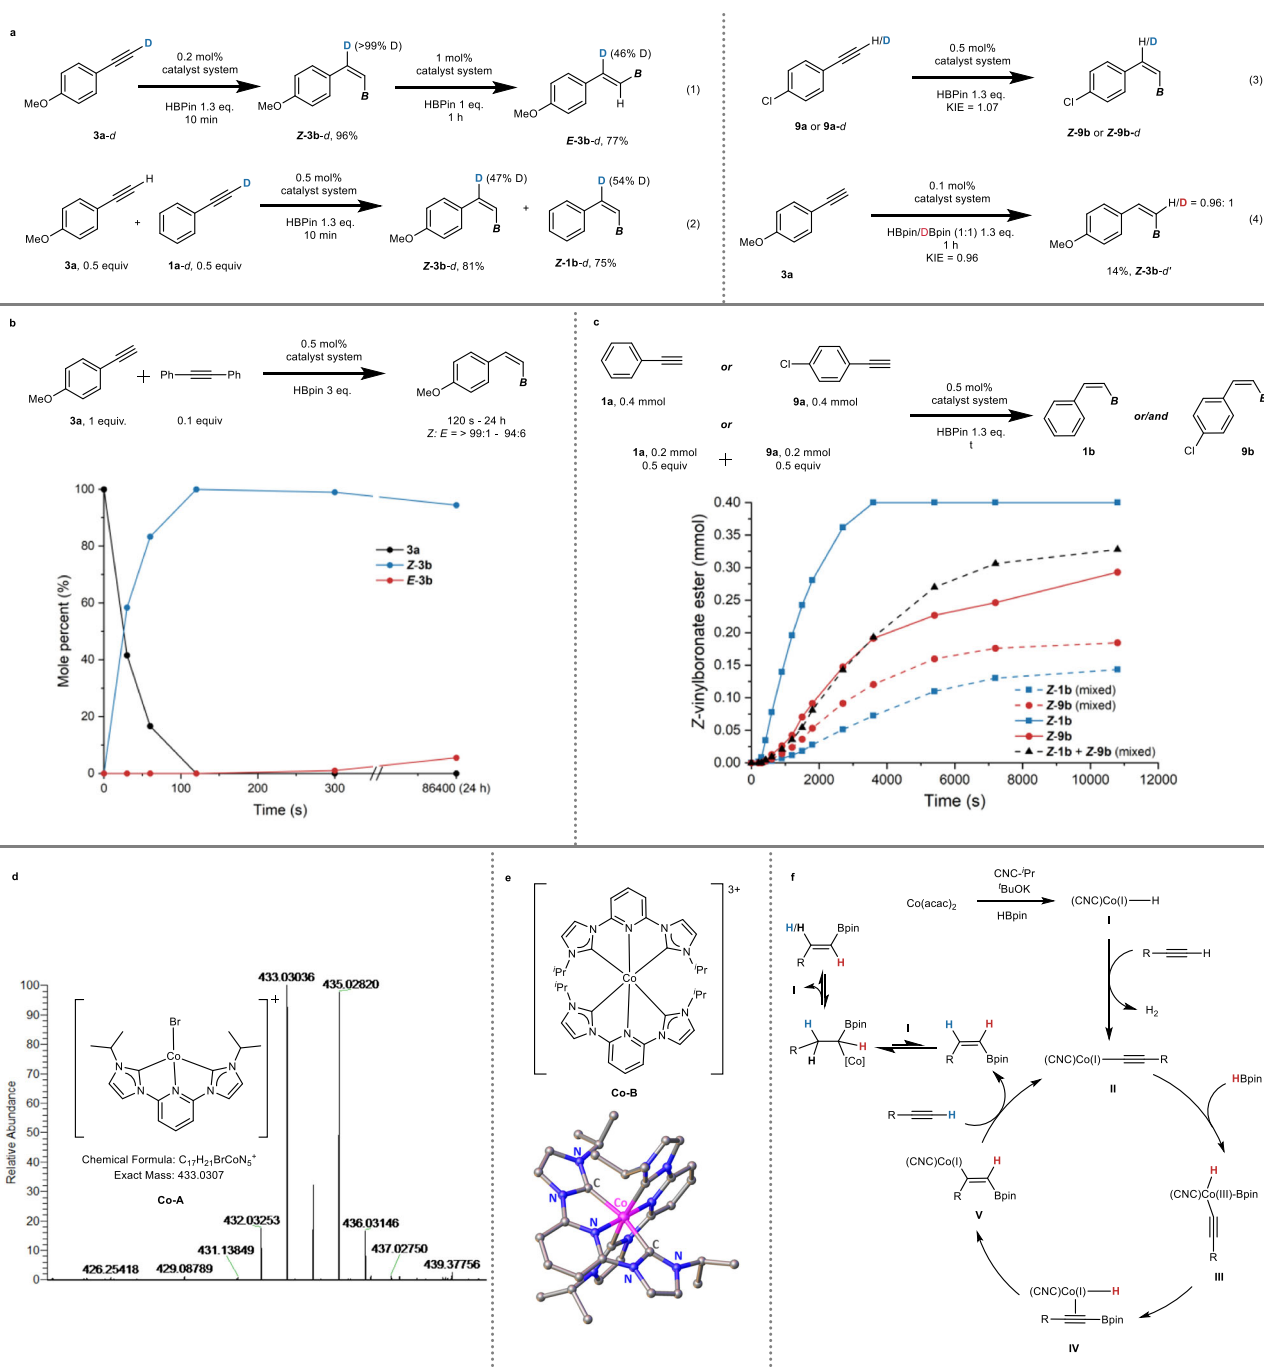 a
D
0.2 mol%
catalyst system
HBPin 1.3 eq.
10 min
MeO
3a-d
D (>99% D)
MeO
B
Z-3b-d, 96%
1 mol%
catalyst system
HBPin 1 eq.
1 h
D (46% D)
B
H
MeO
E-3b-d, 77%
(1)
H
MeO
3a, 0.5 equiv
+
D
1a-d, 0.5 equiv
0.5 mol%
catalyst system
HBPin 1.3 eq.
10 min
D (47% D)
MeO
B
Z-3b-d, 81%
+
D (54% D)
B
Z-1b-d, 75%
(2)
H/D
Cl
9a or 9a-d
0.5 mol%
catalyst system
HBPin 1.3 eq.
KIE = 1.07
H/D
Cl
B
Z-9b or Z-9b-d
(3)
MeO
3a
0.1 mol%
catalyst system
HBpin/DBpin (1:1) 1.3 eq.
1 h
KIE = 0.96
H/D = 0.96: 1
MeO
B
14%, Z-3b-d'
(4)
b
MeO
3a, 1 equiv.
+
Ph
Ph
0.1 equiv
0.5 mol%
catalyst system
HBpin 3 eq.
MeO
B
120 s - 24 h
Z: E = > 99:1 - 94:6
Mole percent (%)
100
80
60
40
20
0
3a
Z-3b
E-3b
0
100
200
300
86400 (24 h)
Time (s)
c
1a, 0.4 mmol
or
Cl
9a, 0.4 mmol
or
1a, 0.2 mmol
0.5 equiv
+
9a, 0.2 mmol
0.5 equiv
0.5 mol%
catalyst system
HBPin 1.3 eq.
t
B
1b
or/and
B
Cl
9b
Z-vinylboronate ester (mmol)
0.40
0.35
0.30
0.25
0.20
0.15
0.10
0.05
0.00
Z-1b (mixed)
Z-9b (mixed)
Z-1b
Z-9b
Z-1b + Z-9b (mixed)
0
2000
4000
6000
8000
10000
12000
Time (s)
d
Relative Abundance
100
90
80
70
60
50
40
30
20
10
0
433.03036
435.02820
432.03253
436.03146
431.13849
437.02750
426.25418
429.08789
439.37756
Br
Co
N
N
N
N
N
+
Chemical Formula: C17H21BrCoN5+
Exact Mass: 433.0307
Co-A
e
3+
N
N
N
N
N
iPr
iPr
Co
iPr
iPr
N
N
N
N
N
Co-B
N
C
N
Co
N
N
C
N
N
N
f
Co(acac)2
CNC-iPr
tBuOK
HBpin
(CNC)Co(I)—H
I
R
H
H2
(CNC)Co(I)
R
II
HBpin
H
(CNC)Co(III)-Bpin
R
III
(CNC)Co(I)
H
R
Bpin
IV
(CNC)Co(I)
H
R
Bpin
V
R
H
H
H
R
Bpin
I
H
Bpin
H
R
H
[Co]
I
H/H
Bpin
R
H